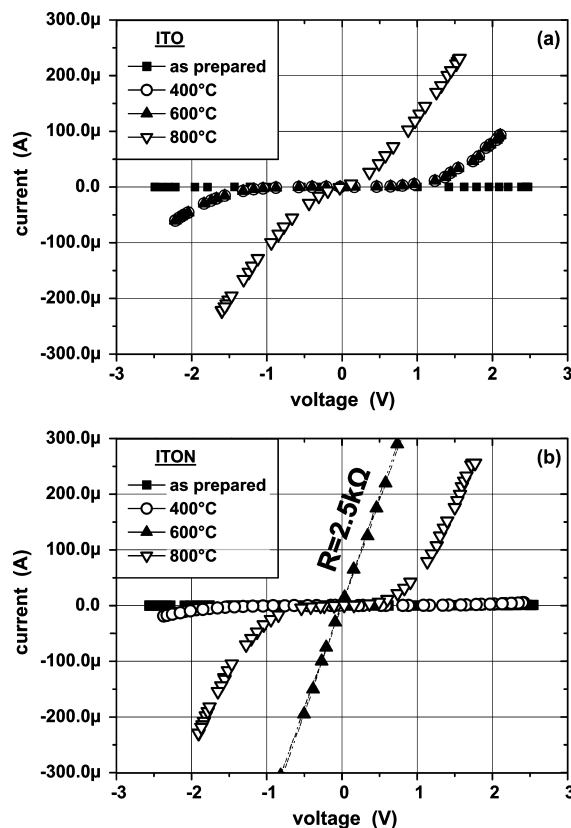 ITO
(a)
as prepared
400°C
600°C
800°C
300.0µ
200.0µ
100.0µ
0.0
-100.0µ
-200.0µ
-300.0µ
current (A)
-3 -2 -1 0 1 2 3
voltage (V)
ITON
(b)
as prepared
400°C
600°C
800°C
R=2.5kΩ
300.0µ
200.0µ
100.0µ
0.0
-100.0µ
-200.0µ
-300.0µ
current (A)
-3 -2 -1 0 1 2 3
voltage (V)